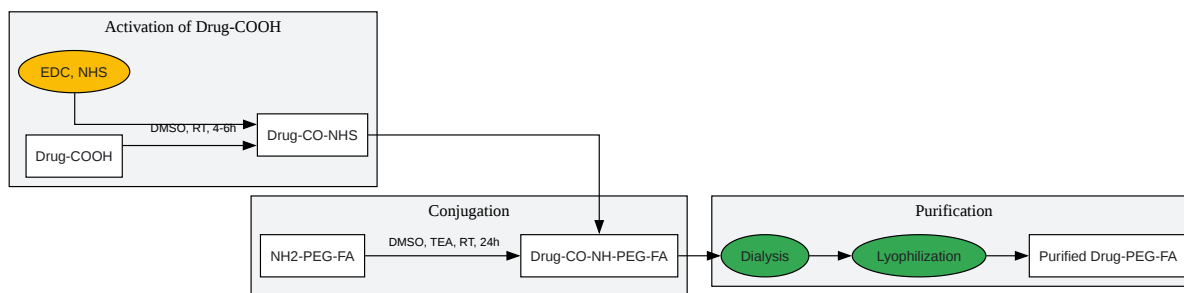 Activation of Drug-COOH
EDC, NHS
DMSO, RT, 4-6h
Drug-CO-NHS
Drug-COOH
Conjugation
NH2-PEG-FA
DMSO, TEA, RT, 24h
Drug-CO-NH-PEG-FA
Purification
Dialysis
Lyophilization
Purified Drug-PEG-FA